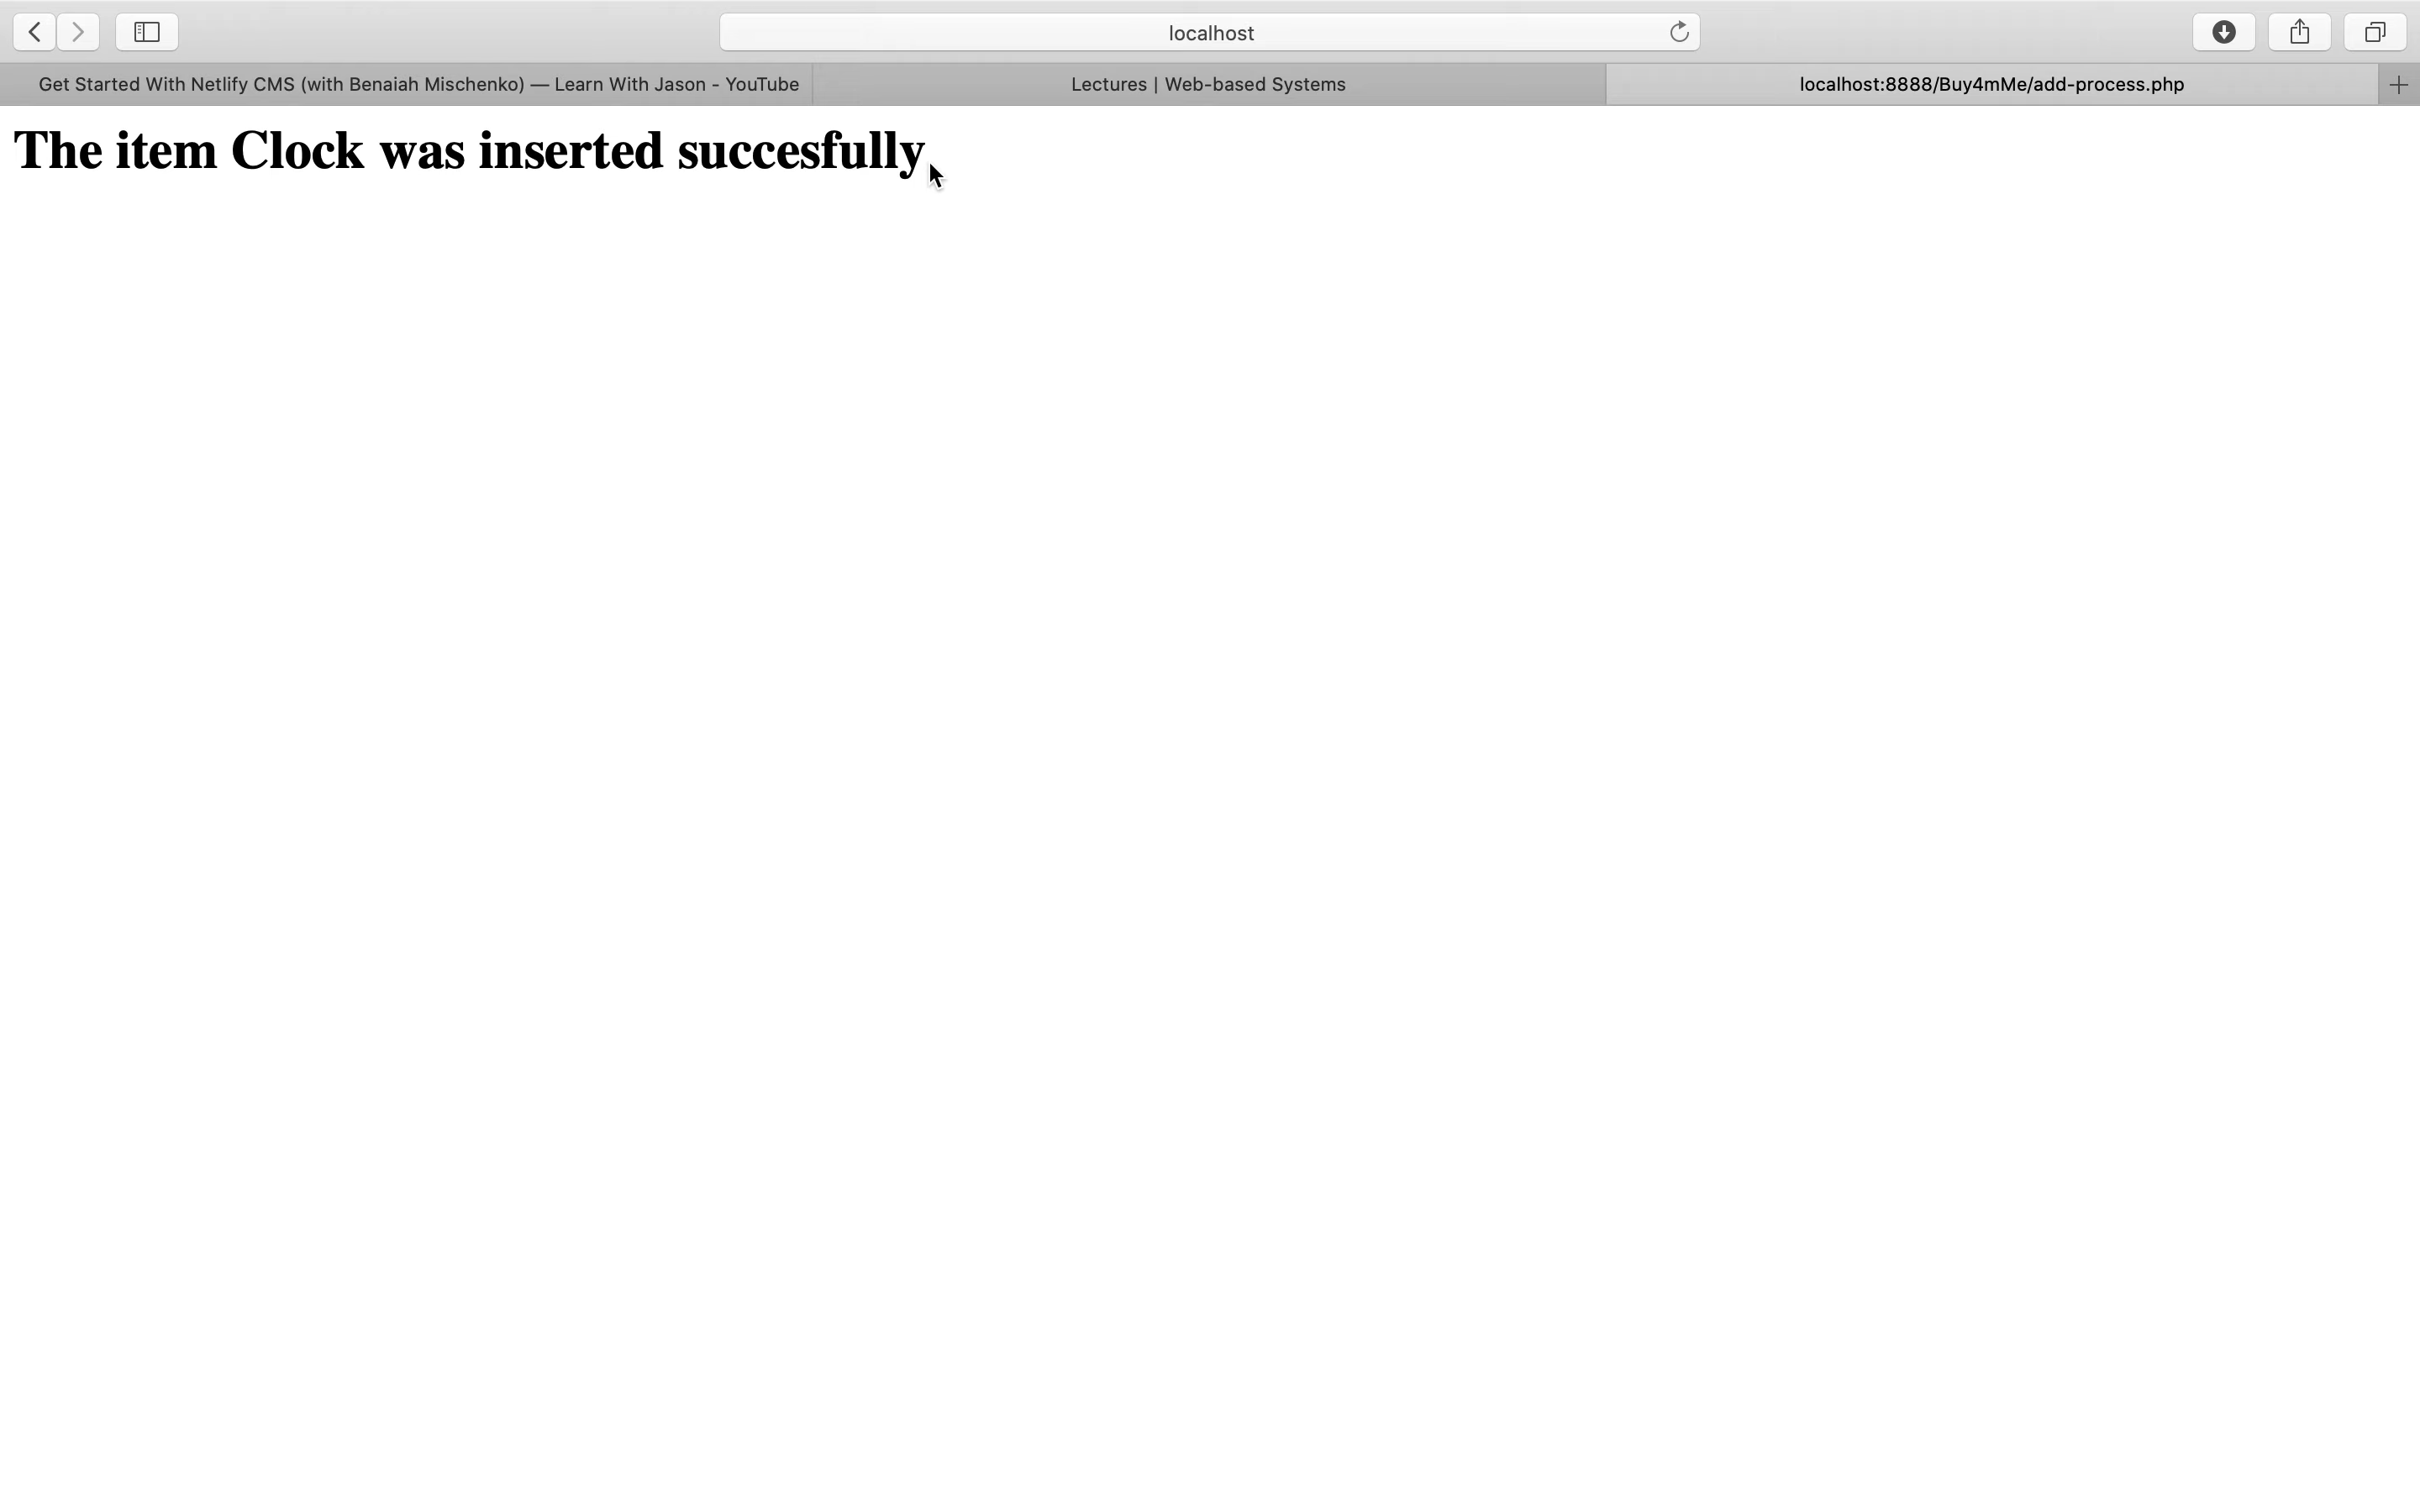 localhost
Get Started With Netlify CMS (with Benaiah Mischenko) — Learn With Jason - YouTube
Lectures | Web-based Systems
localhost:8888/Buy4mMe/add-process.php
The item Clock was inserted succesfully